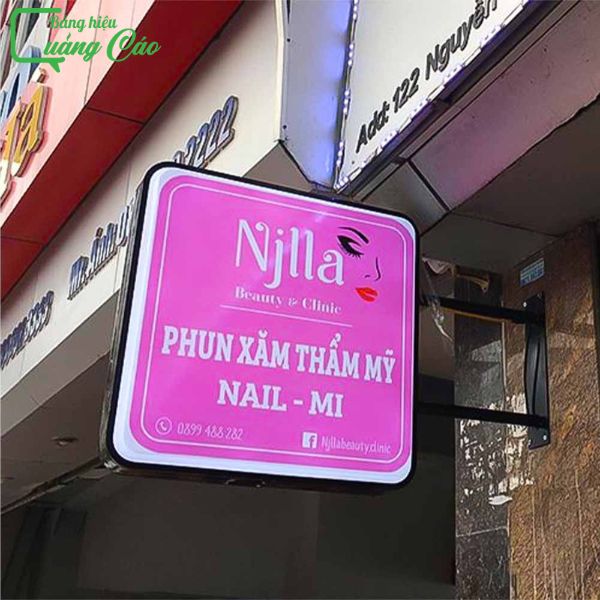 Bảng hiệu
Quảng Cáo
Add: 122 Nguyễn
2222
Njlla
Beauty & Clinic
PHUN XĂM THẨM MỸ
NAIL - MI
0899 488 282
Njllabeauty.clinic